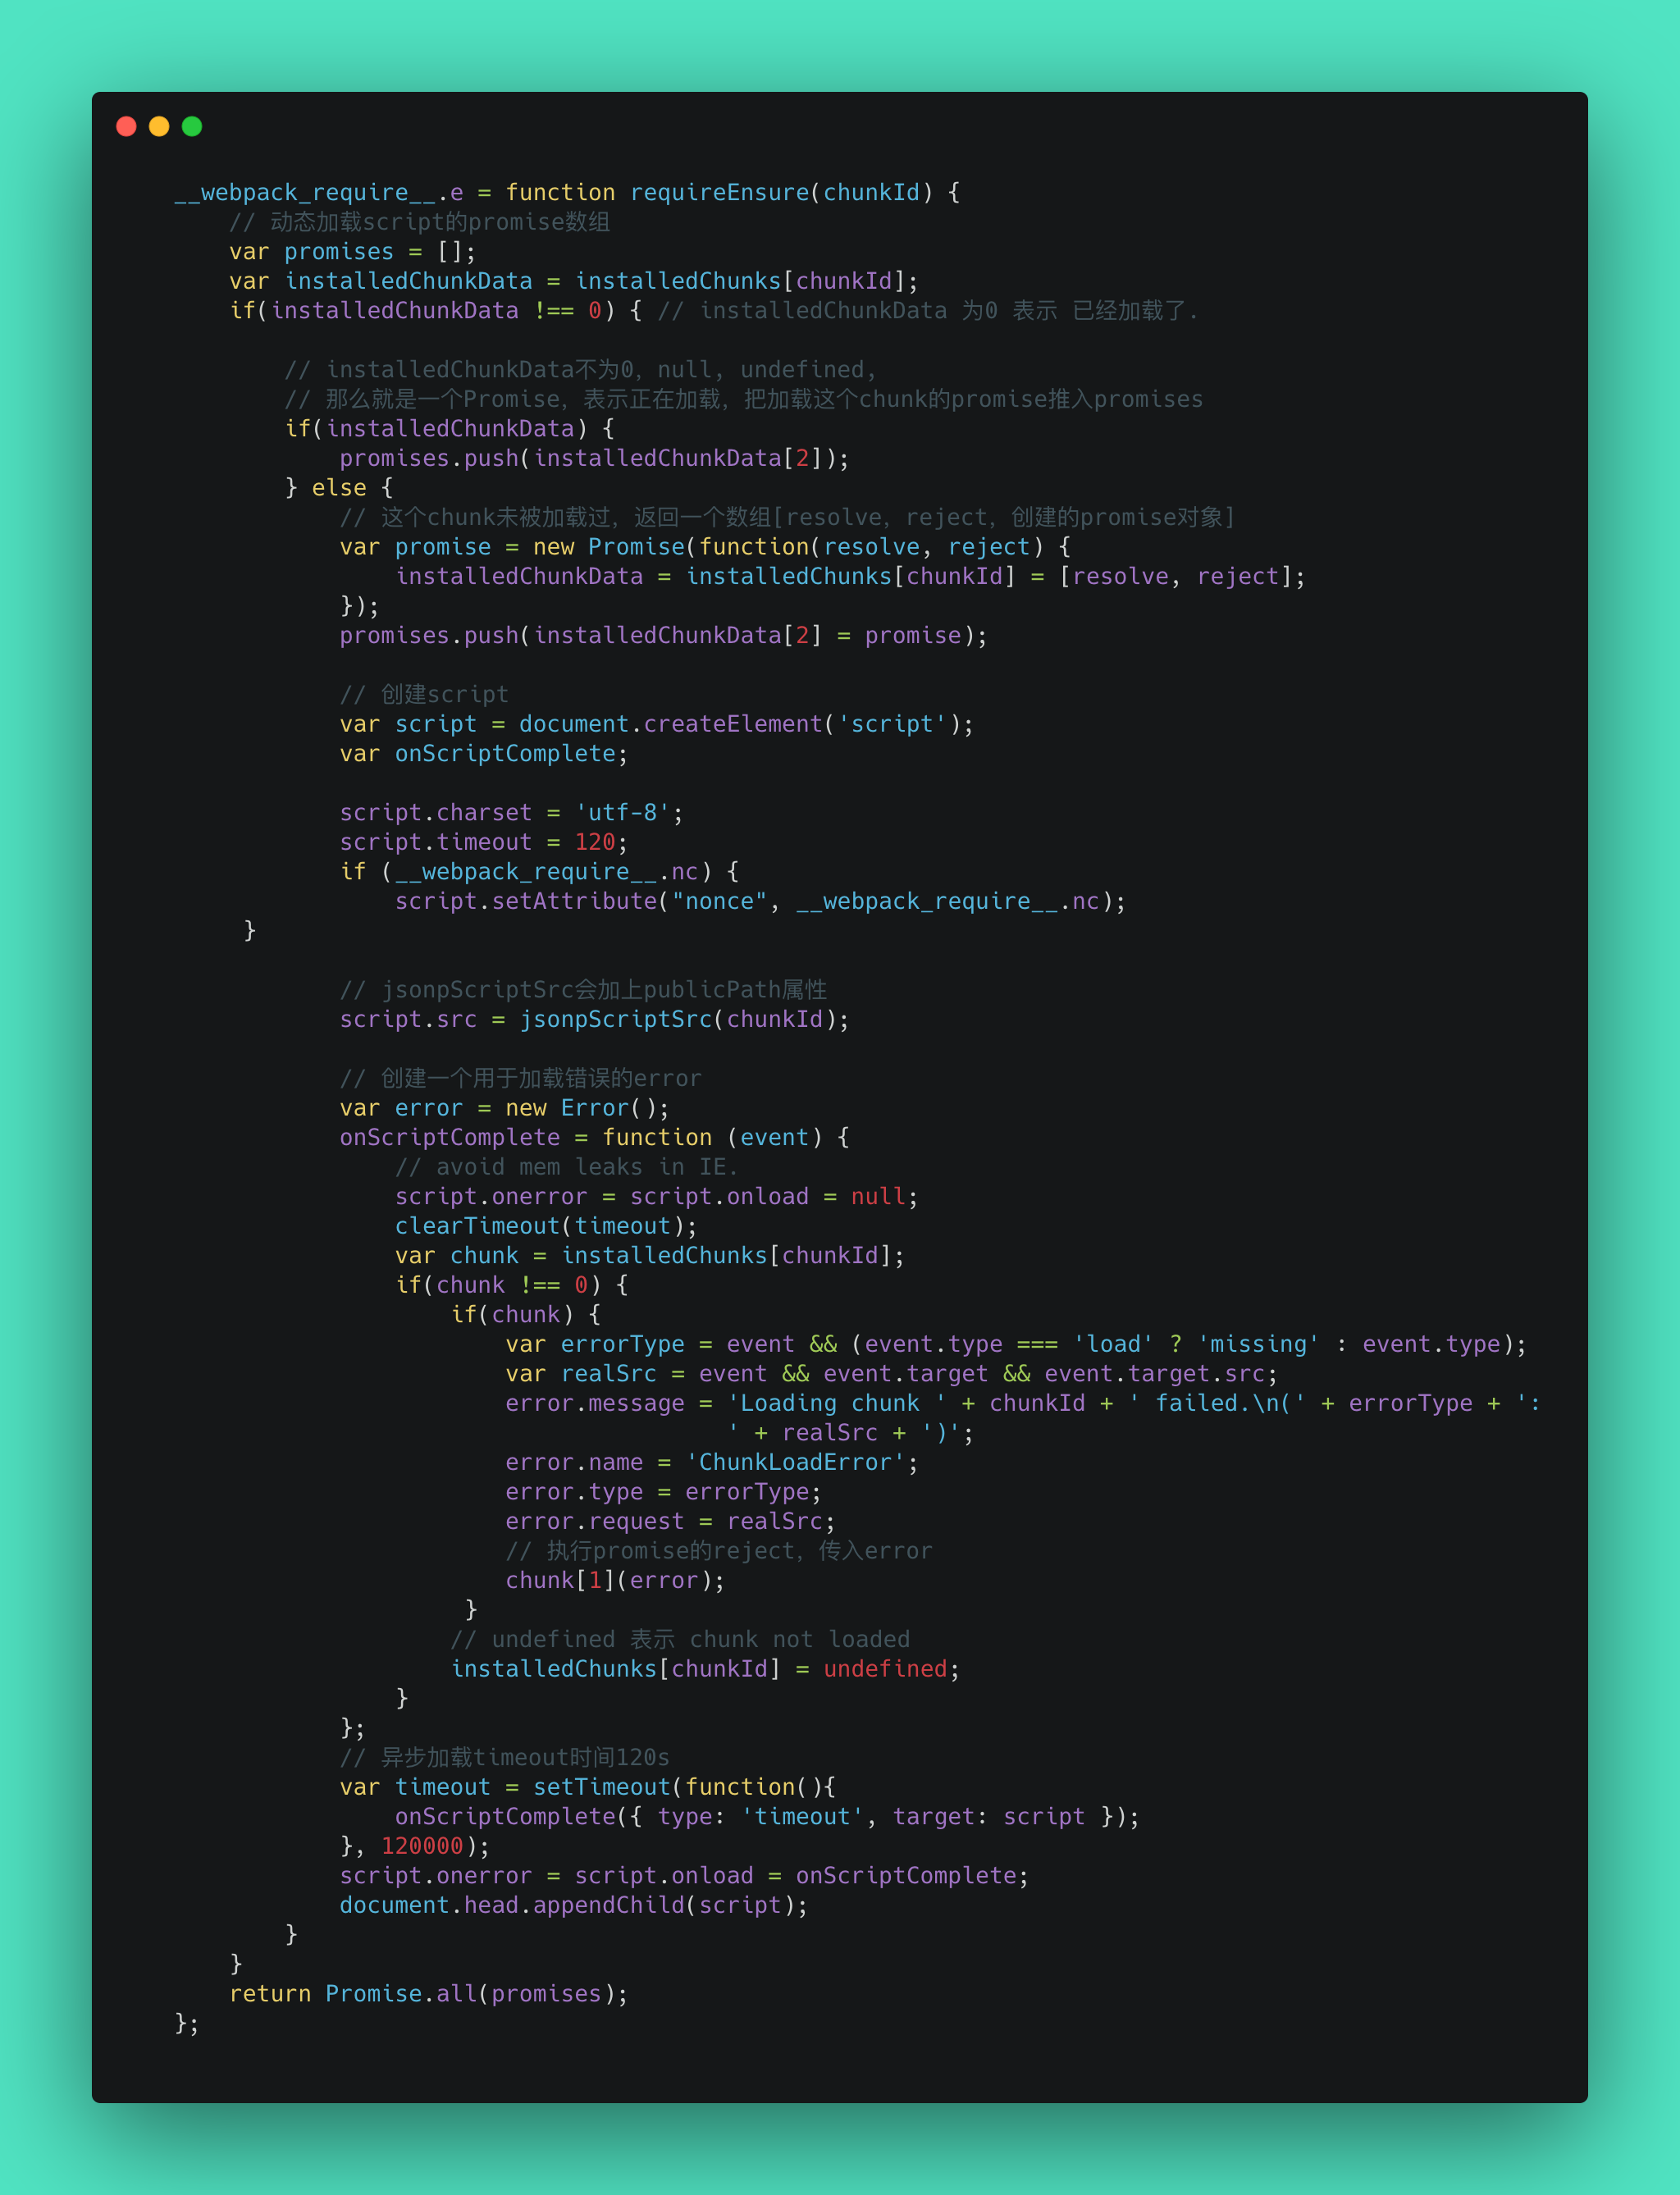 __webpack_require__.e = function requireEnsure(chunkId) {
    // 动态加载script的promise数组
    var promises = [];
    var installedChunkData = installedChunks[chunkId];
    if(installedChunkData !== 0) { // installedChunkData 为0 表示 已经加载了.

        // installedChunkData不为0，null, undefined,
        // 那么就是一个Promise，表示正在加载，把加载这个chunk的promise推入promises
        if(installedChunkData) {
            promises.push(installedChunkData[2]);
        } else {
            // 这个chunk未被加载过，返回一个数组[resolve，reject，创建的promise对象]
            var promise = new Promise(function(resolve, reject) {
                installedChunkData = installedChunks[chunkId] = [resolve, reject];
            });
            promises.push(installedChunkData[2] = promise);

            // 创建script
            var script = document.createElement('script');
            var onScriptComplete;

            script.charset = 'utf-8';
            script.timeout = 120;
            if (__webpack_require__.nc) {
                script.setAttribute("nonce", __webpack_require__.nc);
     }

            // jsonpScriptSrc会加上publicPath属性
            script.src = jsonpScriptSrc(chunkId);

            // 创建一个用于加载错误的error
            var error = new Error();
            onScriptComplete = function (event) {
                // avoid mem leaks in IE.
                script.onerror = script.onload = null;
                clearTimeout(timeout);
                var chunk = installedChunks[chunkId];
                if(chunk !== 0) {
                    if(chunk) {
                        var errorType = event && (event.type === 'load' ? 'missing' : event.type);
                        var realSrc = event && event.target && event.target.src;
                        error.message = 'Loading chunk ' + chunkId + ' failed.\n(' + errorType + ':
                                        ' + realSrc + ')';
                        error.name = 'ChunkLoadError';
                        error.type = errorType;
                        error.request = realSrc;
                        // 执行promise的reject，传入error
                        chunk[1](error);
                     }
                    // undefined 表示 chunk not loaded
                    installedChunks[chunkId] = undefined;
                }
            };
            // 异步加载timeout时间120s
            var timeout = setTimeout(function(){
                onScriptComplete({ type: 'timeout', target: script });
            }, 120000);
            script.onerror = script.onload = onScriptComplete;
            document.head.appendChild(script);
        }
    }
    return Promise.all(promises);
};